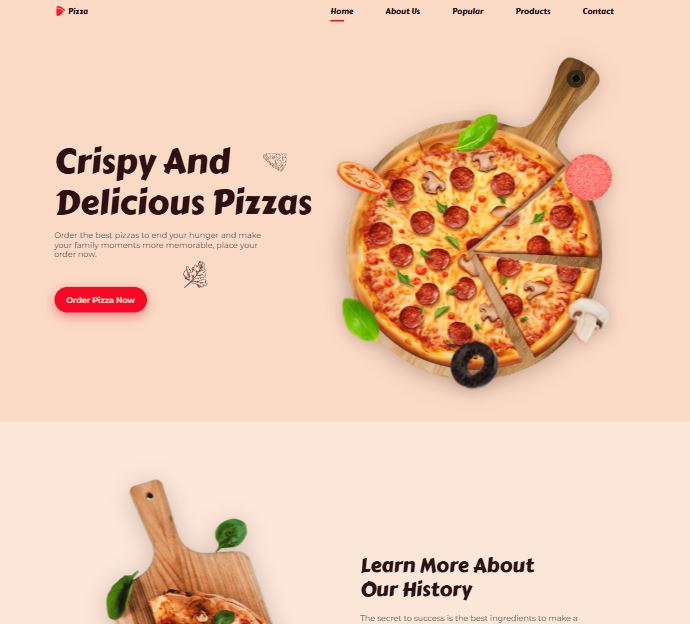 Pizza
Home
About Us
Popular
Products
Contact
Crispy And
Delicious Pizzas
Order the best pizzas to end your hunger and make
your family moments more memorable, place your
order now.
Order Pizza Now
Learn More About
Our History
The secret to success is the best ingredients to make a